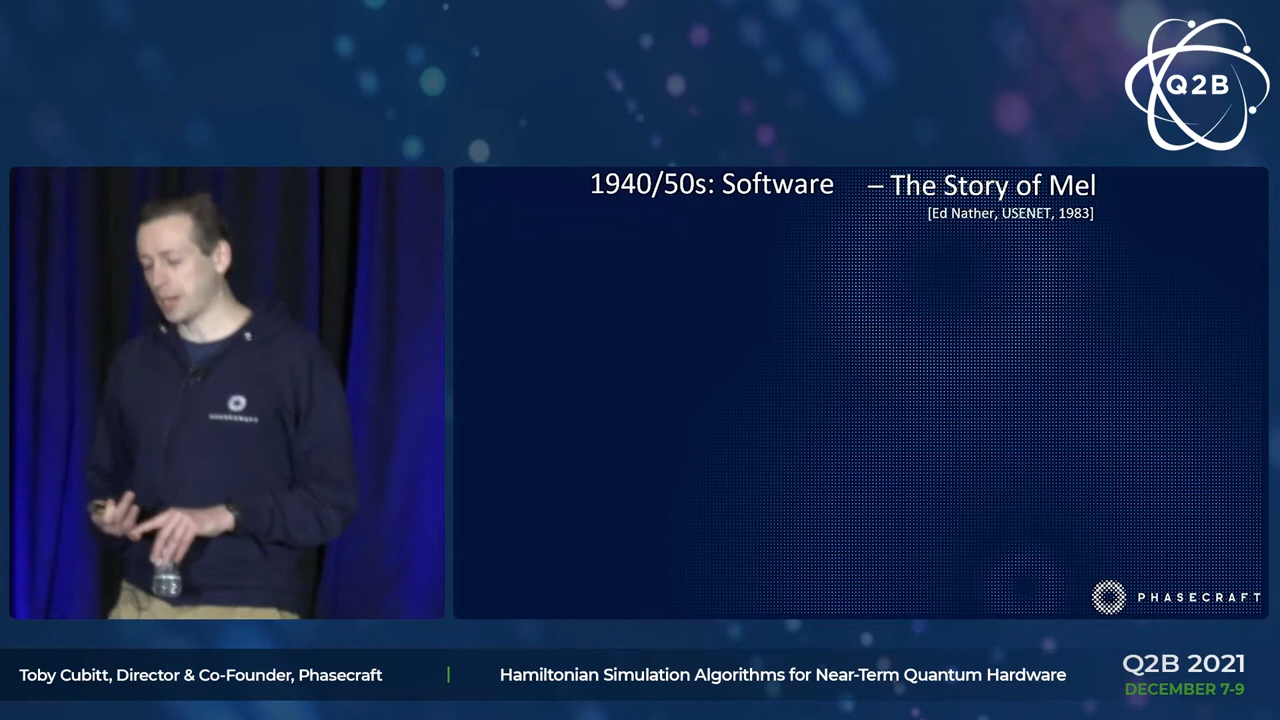 Q2B
1940/50s: Software – The Story of Mel
[Ed Nather, USENET, 1983]
PHASECRAFT
Toby Cubitt, Director & Co-Founder, Phasecraft
Hamiltonian Simulation Algorithms for Near-Term Quantum Hardware
Q2B 2021
DECEMBER 7-9